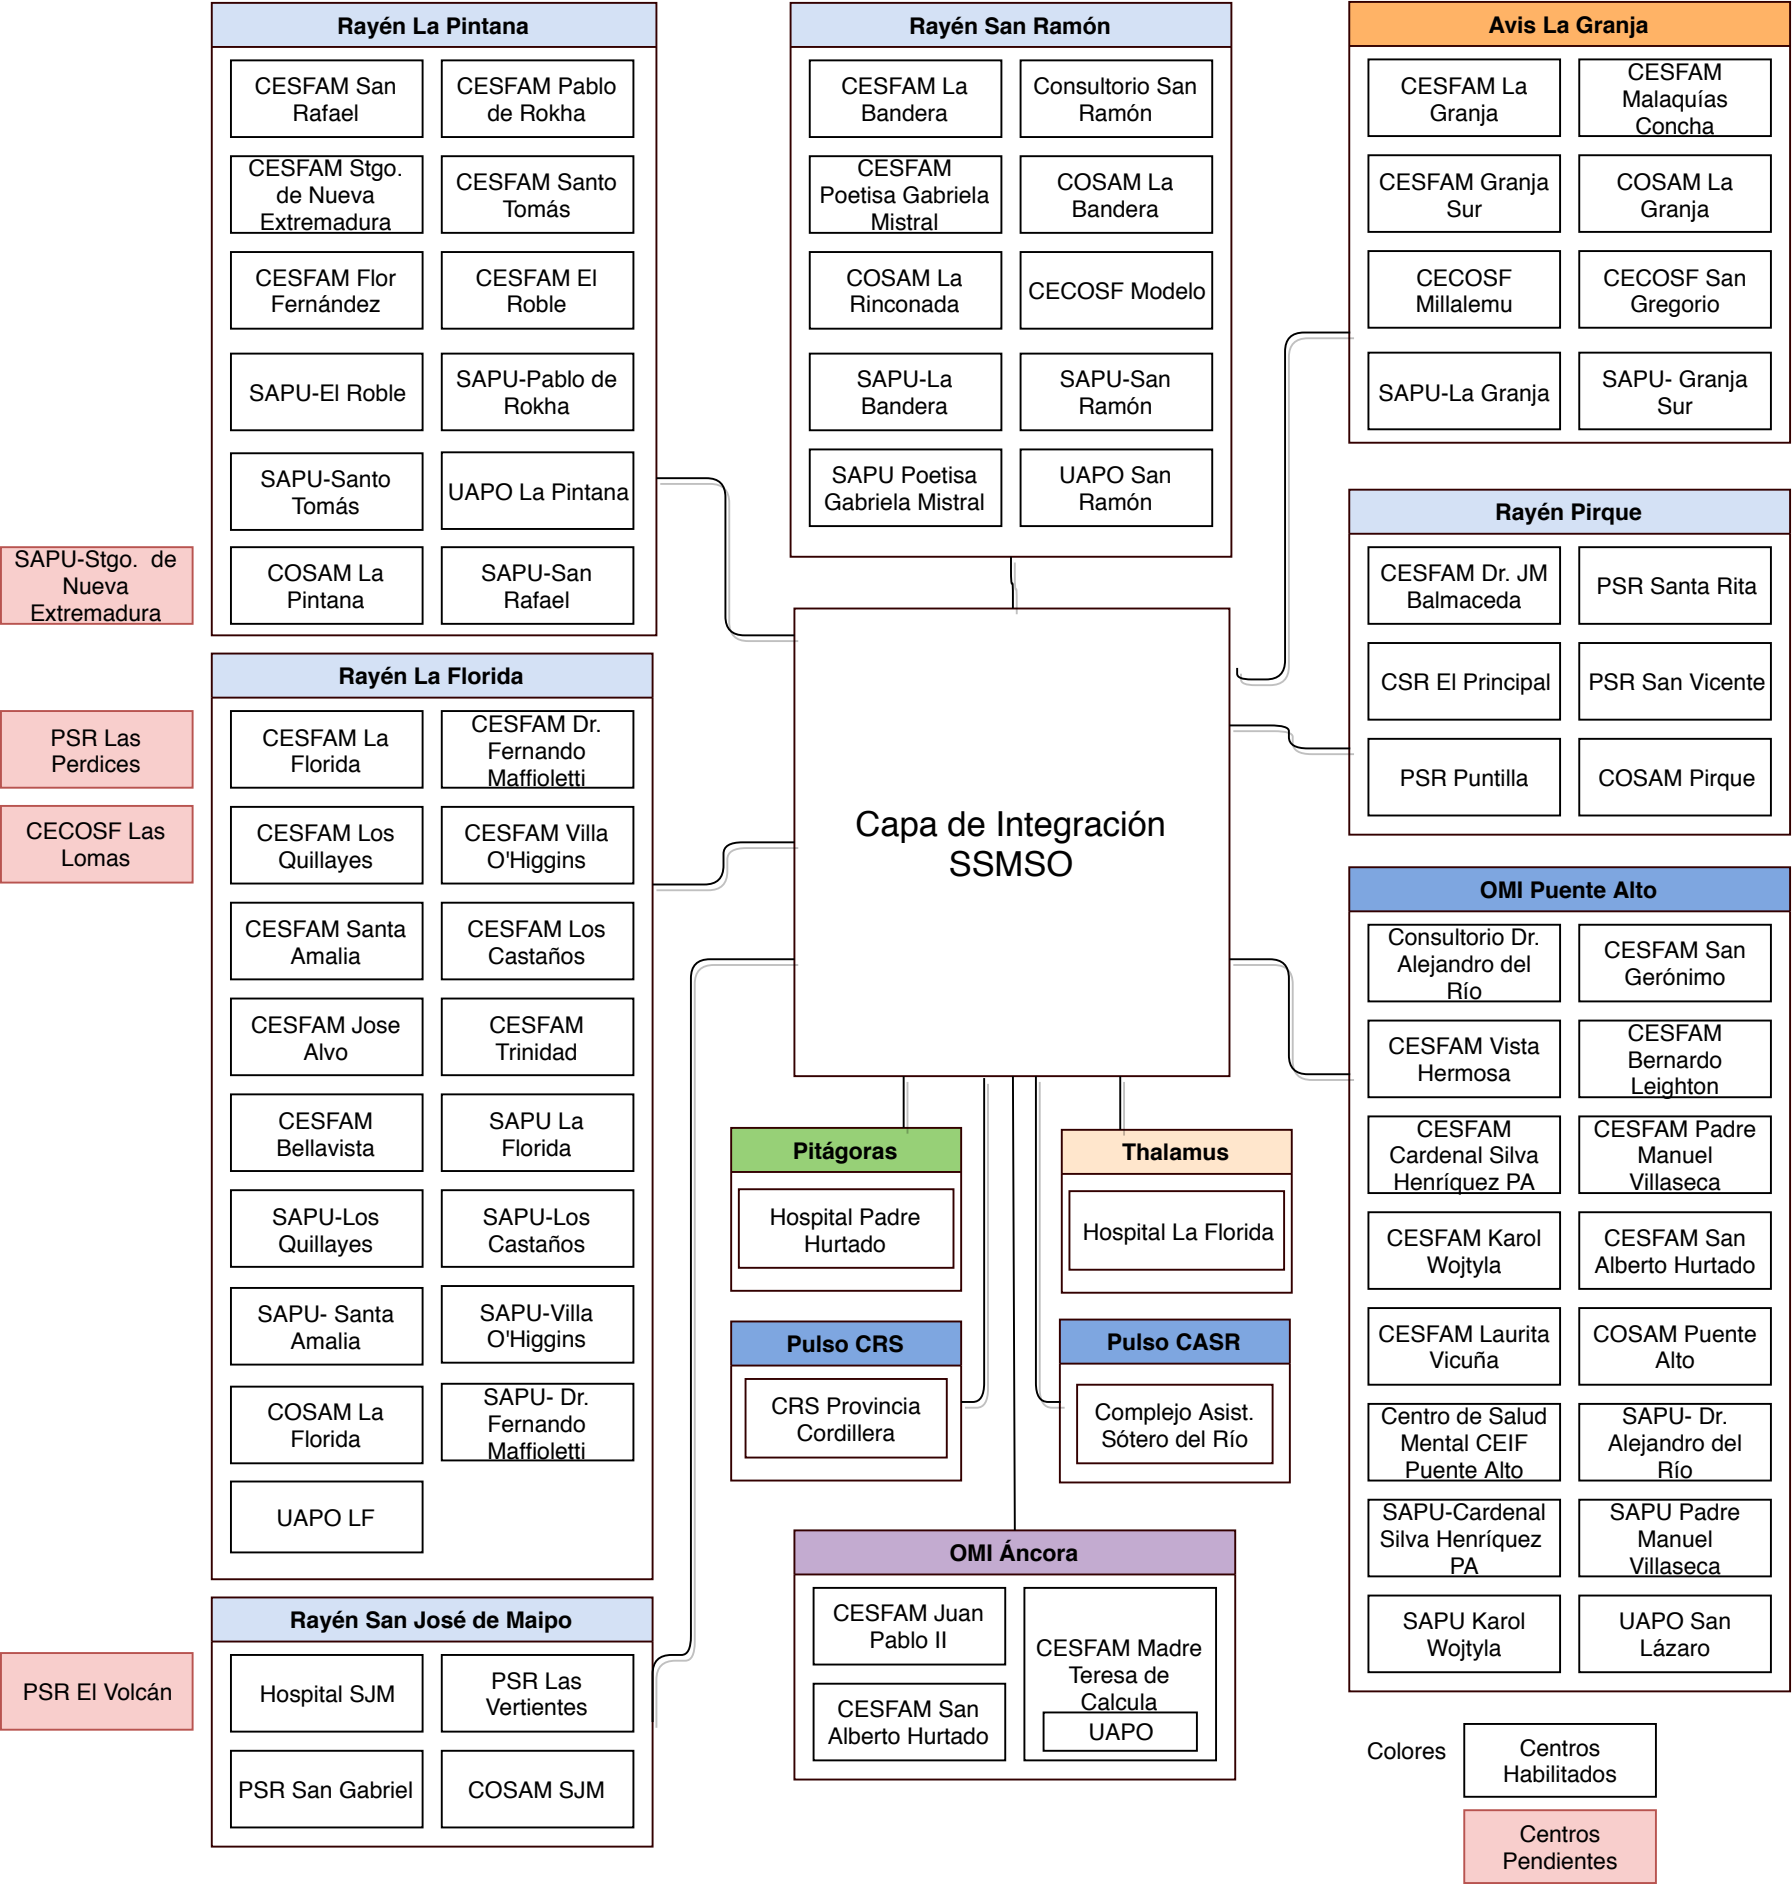 Rayén La Pintana
CESFAM San
Rafael
CESFAM Pablo
de Rokha
CESFAM Stgo.
de Nueva
Extremadura
CESFAM Santo
Tomás
CESFAM Flor
Fernández
CESFAM El
Roble
SAPU-El Roble
SAPU-Pablo de
Rokha
SAPU-Santo
Tomás
UAPO La Pintana
COSAM La
Pintana
SAPU-San
Rafael
SAPU-Stgo. de
Nueva
Extremadura
Rayén San Ramón
CESFAM La
Bandera
Consultorio San
Ramón
CESFAM
Poetisa Gabriela
Mistral
COSAM La
Bandera
COSAM La
Rinconada
CECOSF Modelo
SAPU-La
Bandera
SAPU-San
Ramón
SAPU Poetisa
Gabriela Mistral
UAPO San
Ramón
Avis La Granja
CESFAM La
Granja
CESFAM
Malaquías
Concha
CESFAM Granja
Sur
COSAM La
Granja
CECOSF
Millalemu
CECOSF San
Gregorio
SAPU-La Granja
SAPU- Granja
Sur
Rayén Pirque
CESFAM Dr. JM
Balmaceda
PSR Santa Rita
CSR El Principal
PSR San Vicente
PSR Puntilla
COSAM Pirque
Rayén La Florida
PSR Las
Perdices
CECOSF Las
Lomas
CESFAM La
Florida
CESFAM Dr.
Fernando
Maffioletti
CESFAM Los
Quillayes
CESFAM Villa
O'Higgins
CESFAM Santa
Amalia
CESFAM Los
Castaños
CESFAM Jose
Alvo
CESFAM
Trinidad
CESFAM
Bellavista
SAPU La
Florida
SAPU-Los
Quillayes
SAPU-Los
Castaños
SAPU- Santa
Amalia
SAPU-Villa
O'Higgins
COSAM La
Florida
SAPU- Dr.
Fernando
Maffioletti
UAPO LF
Capa de Integración
SSMSO
OMI Puente Alto
Consultorio Dr.
Alejandro del
Río
CESFAM San
Gerónimo
CESFAM Vista
Hermosa
CESFAM
Bernardo
Leighton
CESFAM
Cardenal Silva
Henríquez PA
CESFAM Padre
Manuel
Villaseca
CESFAM Karol
Wojtyla
CESFAM San
Alberto Hurtado
CESFAM Laurita
Vicuña
COSAM Puente
Alto
Centro de Salud
Mental CEIF
Puente Alto
SAPU- Dr.
Alejandro del
Río
SAPU-Cardenal
Silva Henríquez
PA
SAPU Padre
Manuel
Villaseca
SAPU Karol
Wojtyla
UAPO San
Lázaro
Pitágoras
Hospital Padre
Hurtado
Thalamus
Hospital La Florida
Pulso CRS
CRS Provincia
Cordillera
Pulso CASR
Complejo Asist.
Sótero del Río
OMI Áncora
CESFAM Juan
Pablo II
CESFAM Madre
Teresa de
Calcula
UAPO
CESFAM San
Alberto Hurtado
Rayén San José de Maipo
PSR El Volcán
Hospital SJM
PSR Las
Vertientes
PSR San Gabriel
COSAM SJM
Colores
Centros
Habilitados
Centros
Pendientes